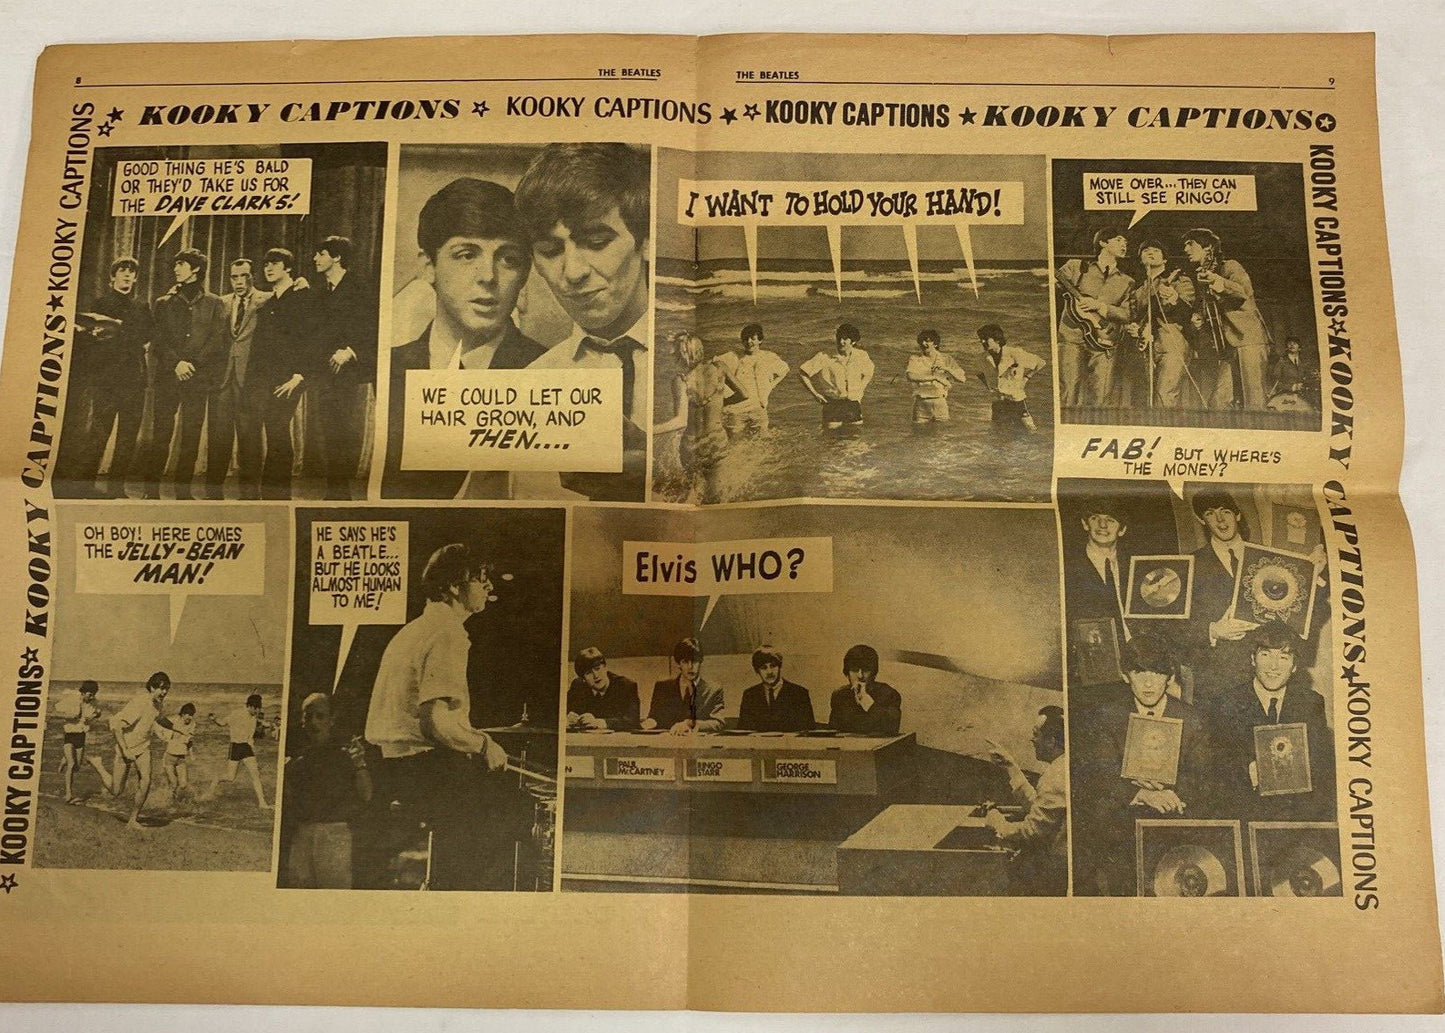 8
THE BEATLES
THE BEATLES
9
KOOKY CAPTIONS ☆ KOOKY CAPTIONS ★☆ KOOKY CAPTIONS ★ KOOKY CAPTIONS
KOOKY CAPTIONS ☆ KOOKY CAPTIONS ★ KOOKY CAPTIONS
KOOKY CAPTIONS ☆ KOOKY CAPTIONS ★ KOOKY CAPTIONS
GOOD THING HE'S BALD
OR THEY'D TAKE US FOR
THE DAVE CLARK 5!
WE COULD LET OUR
HAIR GROW, AND
THEN....
I WANT TO HOLD YOUR HAND!
MOVE OVER... THEY CAN
STILL SEE RINGO!
FAB! BUT WHERE'S
THE MONEY?
OH BOY! HERE COMES
THE JELLY-BEAN
MAN!
HE SAYS HE'S
A BEATLE...
BUT HE LOOKS
ALMOST HUMAN
TO ME!
Elvis WHO?
N
PAUL
McCARTNEY
RINGO
STARR
GEORGE
HARRISON